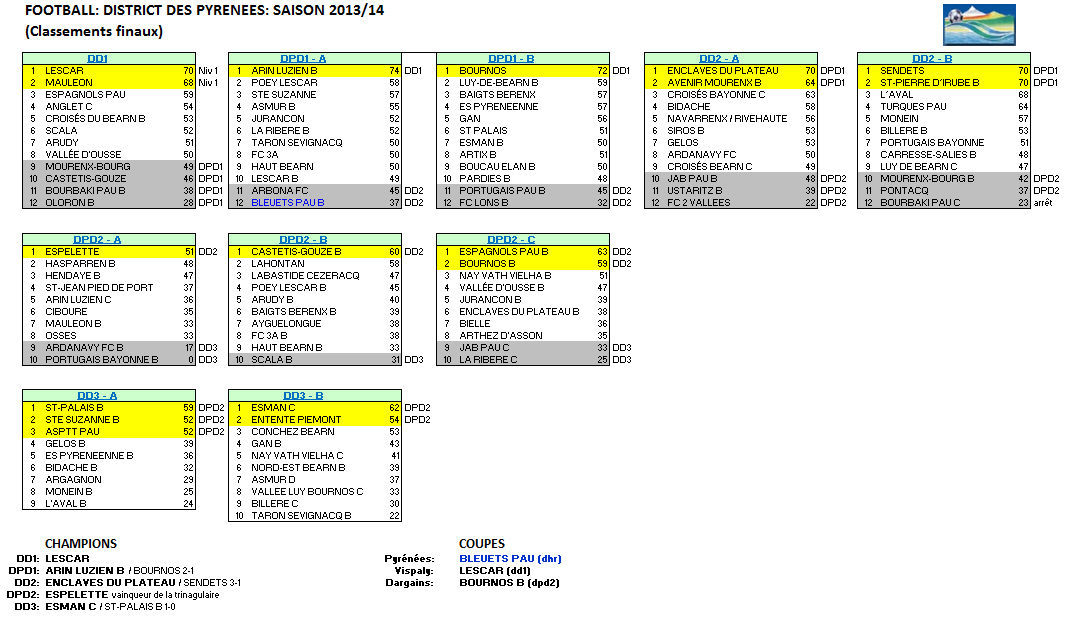 FOOTBALL: DISTRICT DES PYRENEES: SAISON 2013/14
(Classements finaux)
DD1
1 LESCAR 70 Niv 1
2 MAULEON 68 Niv 1
3 ESPAGNOLS PAU 59
4 ANGLET C 54
5 CROISÉS DU BEARN B 53
6 SCALA 52
7 ARUDY 51
8 VALLÉE D'OUSSE 50
9 MOURENX-BOURG 49 DPD1
10 CASTETIS-GOUZE 46 DPD1
11 BOURBAKI PAU B 38 DPD1
12 OLORON B 28 DPD1
DPD1 - A
1 ARIN LUZIEN B 74 DD1
2 POEY LESCAR 58
3 STE SUZANNE 57
4 ASMUR B 55
5 JURANCON 52
6 LA RIBERE B 52
7 TARON SEVIGNACQ 50
8 FC 3A 50
9 HAUT BEARN 50
10 LESCAR B 49
11 ARBONA FC 45 DD2
12 BLEUETS PAU B 37 DD2
DPD1 - B
1 BOURNOS 72 DD1
2 LUY-DE-BEARN B 59
3 BAIGTS BERENX 57
4 ES PYRENEENNE 57
5 GAN 56
6 ST PALAIS 51
7 ESMAN B 50
8 ARTIX B 51
9 BOUCAU ELAN B 50
10 PARDIES B 48
11 PORTUGAIS PAU B 45 DD2
12 FC LONS B 32 DD2
DD2 - A
1 ENCLAVES DU PLATEAU 70 DPD1
2 AVENIR MOURENX B 64 DPD1
3 CROISÉS BAYONNE C 63
4 BIDACHE 58
5 NAVARRENX / RIVEHAUTE 56
6 SIROS B 53
7 GELOS 53
8 ARDANAVY FC 50
9 CROISÉS BEARN C 49
10 JAB PAU B 48 DPD2
11 USTARITZ B 39 DPD2
12 FC 2 VALLEES 22 DPD2
DD2 - B
1 SENDETS 70 DPD1
2 ST-PIERRE D'IRUBE B 70 DPD1
3 L'AVAL 68
4 TURQUES PAU 64
5 MONEIN 57
6 BILLERE B 53
7 PORTUGAIS BAYONNE 51
8 CARRESSE-SALIES B 48
9 LUY DE BEARN C 47
10 MOURENX-BOURG B 42 DPD2
11 PONTACQ 37 DPD2
12 BOURBAKI PAU C 23 arrêt
DPD2 - A
1 ESPELETTE 51 DD2
2 HASPARREN B 48
3 HENDAYE B 47
4 ST-JEAN PIED DE PORT 37
5 ARIN LUZIEN C 36
6 CIBOURE 35
7 MAULEON B 33
8 OSSES 33
9 ARDANAVY FC B 17 DD3
10 PORTUGAIS BAYONNE B 0 DD3
DPD2 - B
1 CASTETIS-GOUZE B 60 DD2
2 LAHONTAN 58
3 LABASTIDE CEZERACQ 47
4 POEY LESCAR B 45
5 ARUDY B 40
6 BAIGTS BERENX B 39
7 AYGUELONGUE 38
8 FC 3A B 38
9 HAUT BEARN B 33
10 SCALA B 31 DD3
DPD2 - C
1 ESPAGNOLS PAU B 63 DD2
2 BOURNOS B 59 DD2
3 NAY VATH VIELHA B 51
4 VALLÉE D'OUSSE B 47
5 JURANCON B 39
6 ENCLAVES DU PLATEAU B 38
7 BIELLE 36
8 ARTHEZ D'ASSON 35
9 JAB PAU C 33 DD3
10 LA RIBERE C 25 DD3
DD3 - A
1 ST-PALAIS B 59 DPD2
2 STE SUZANNE B 52 DPD2
3 ASPTT PAU 52 DPD2
4 GELOS B 39
5 ES PYRENEENNE B 36
6 BIDACHE B 32
7 ARGAGNON 29
8 MONEIN B 25
9 L'AVAL B 24
DD3 - B
1 ESMAN C 62 DPD2
2 ENTENTE PIEMONT 54 DPD2
3 CONCHEZ BEARN 53
4 GAN B 43
5 NAY VATH VIELHA C 41
6 NORD-EST BEARN B 39
7 ASMUR D 37
8 VALLEE LUY BOURNOS C 33
9 BILLERE C 30
10 TARON SEVIGNACQ B 22
CHAMPIONS
DD1: LESCAR
DPD1: ARIN LUZIEN B / BOURNOS 2-1
DD2: ENCLAVES DU PLATEAU / SENDETS 3-1
DPD2: ESPELETTE vainqueur de la trinagulaire
DD3: ESMAN C / ST-PALAIS B 1-0
COUPES
Pyrénées: BLEUETS PAU (dhr)
Vispaly: LESCAR (dd1)
Dargains: BOURNOS B (dpd2)